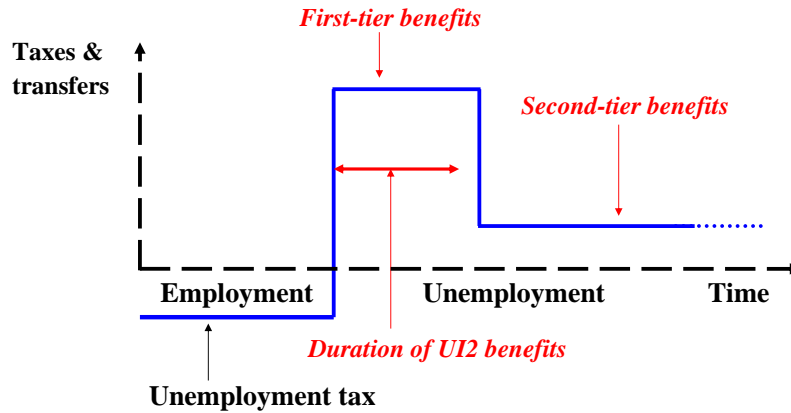 First-tier benefits
Taxes &
transfers
Second-tier benefits
Employment
Unemployment
Time
Duration of UI2 benefits
Unemployment tax